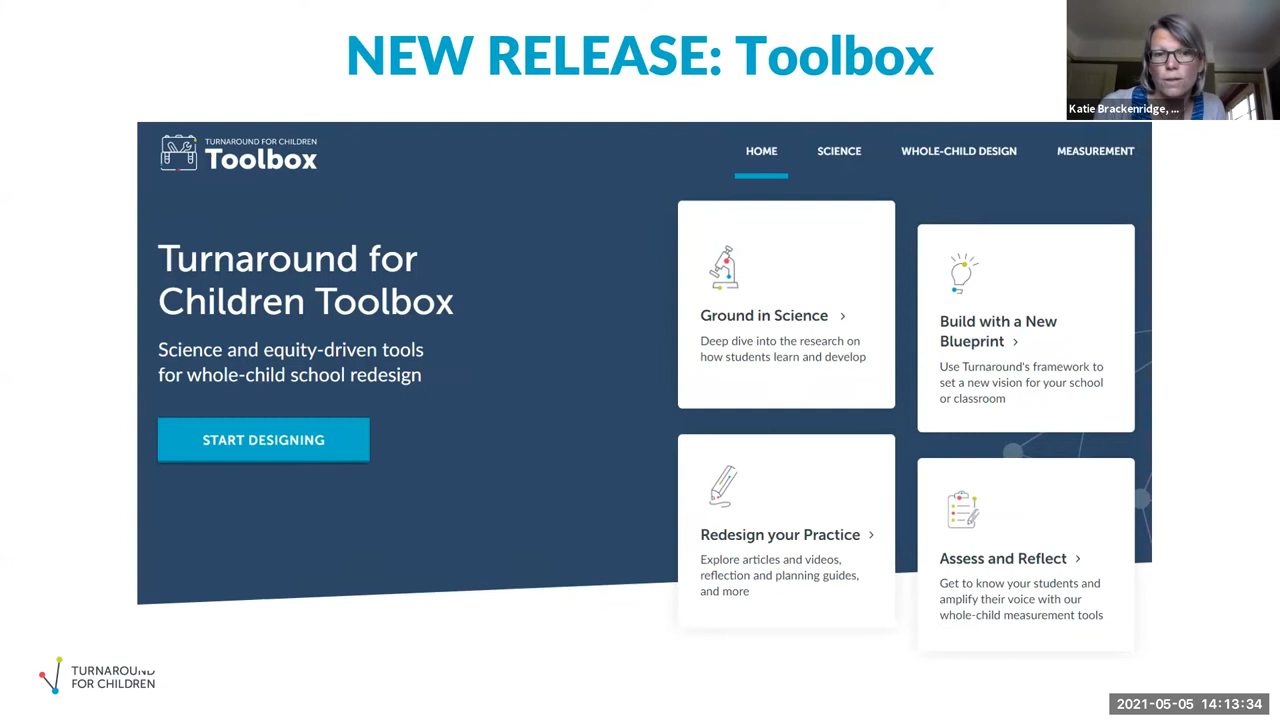 NEW RELEASE: Toolbox
Katie Brackenridge, ...
TURNAROUND FOR CHILDREN
Toolbox
HOME
SCIENCE
WHOLE-CHILD DESIGN
MEASUREMENT
Turnaround for
Children Toolbox
Science and equity-driven tools
for whole-child school redesign
START DESIGNING
Ground in Science
Deep dive into the research on
how students learn and develop
Build with a New
Blueprint
Use Turnaround's framework to
set a new vision for your school
or classroom
Redesign your Practice
Explore articles and videos,
reflection and planning guides,
and more
Assess and Reflect
Get to know your students and
amplify their voice with our
whole-child measurement tools
TURNAROUND
FOR CHILDREN
2021-05-05 14:13:34